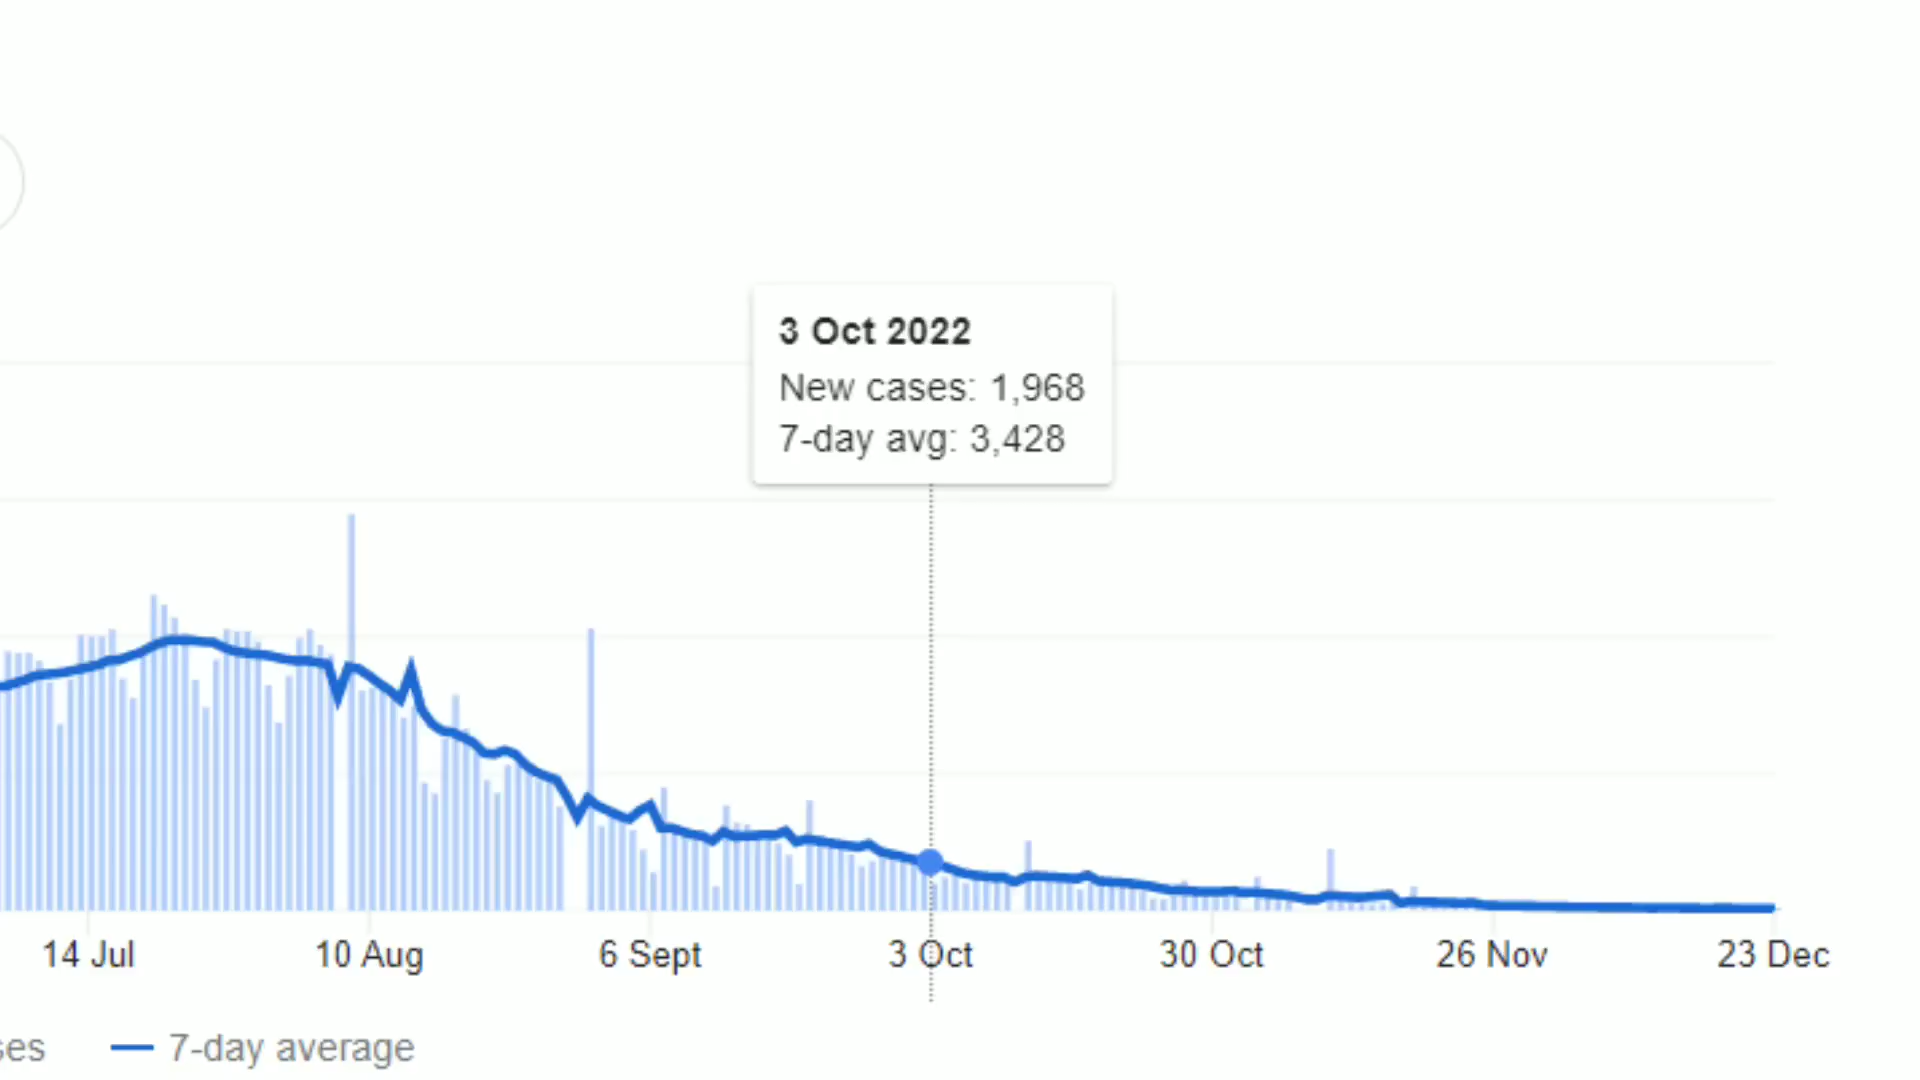 3 Oct 2022
New cases: 1,968
7-day avg: 3,428
14 Jul
10 Aug
6 Sept
3 Oct
30 Oct
26 Nov
23 Dec
ses
7-day average